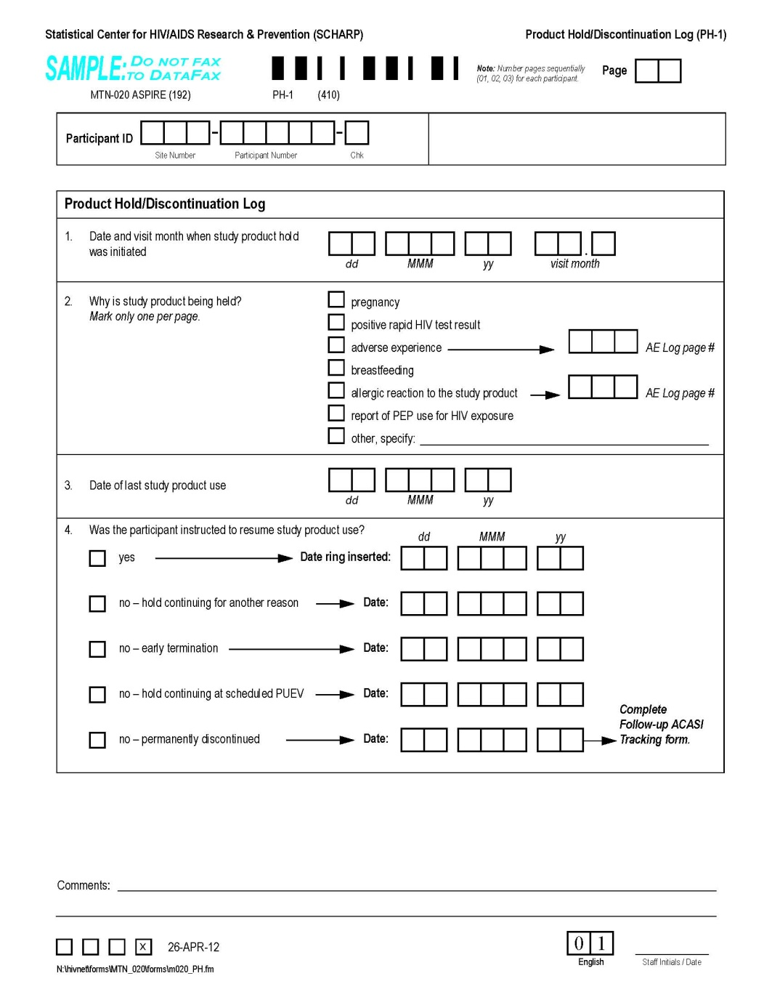 Statistical Center for HIV/AIDS Research & Prevention (SCHARP) Product Hold/Discontinuation Log (PH-1)
SAMPLE: DO NOT FAX
TO DATAFAX
Note: Number pages sequentially
(01, 02, 03) for each participant.
Page
MTN-020 ASPIRE (192) PH-1 (410)
Participant ID - -
Site Number Participant Number Chk
Product Hold/Discontinuation Log
1. Date and visit month when study product hold
was initiated
.
dd MMM yy visit month
2. Why is study product being held?
Mark only one per page.
pregnancy
positive rapid HIV test result
adverse experience AE Log page #
breastfeeding
allergic reaction to the study product AE Log page #
report of PEP use for HIV exposure
other, specify:
3. Date of last study product use
dd MMM yy
4. Was the participant instructed to resume study product use?
dd MMM yy
yes Date ring inserted:
no – hold continuing for another reason Date:
no – early termination Date:
no – hold continuing at scheduled PUEV Date:
no – permanently discontinued Date:
Complete
Follow-up ACASI
Tracking form.
Comments:
x 26-APR-12
0 1
English Staff Initials / Date
N:\hivnet\forms\MTN_020\forms\m020_PH.fm